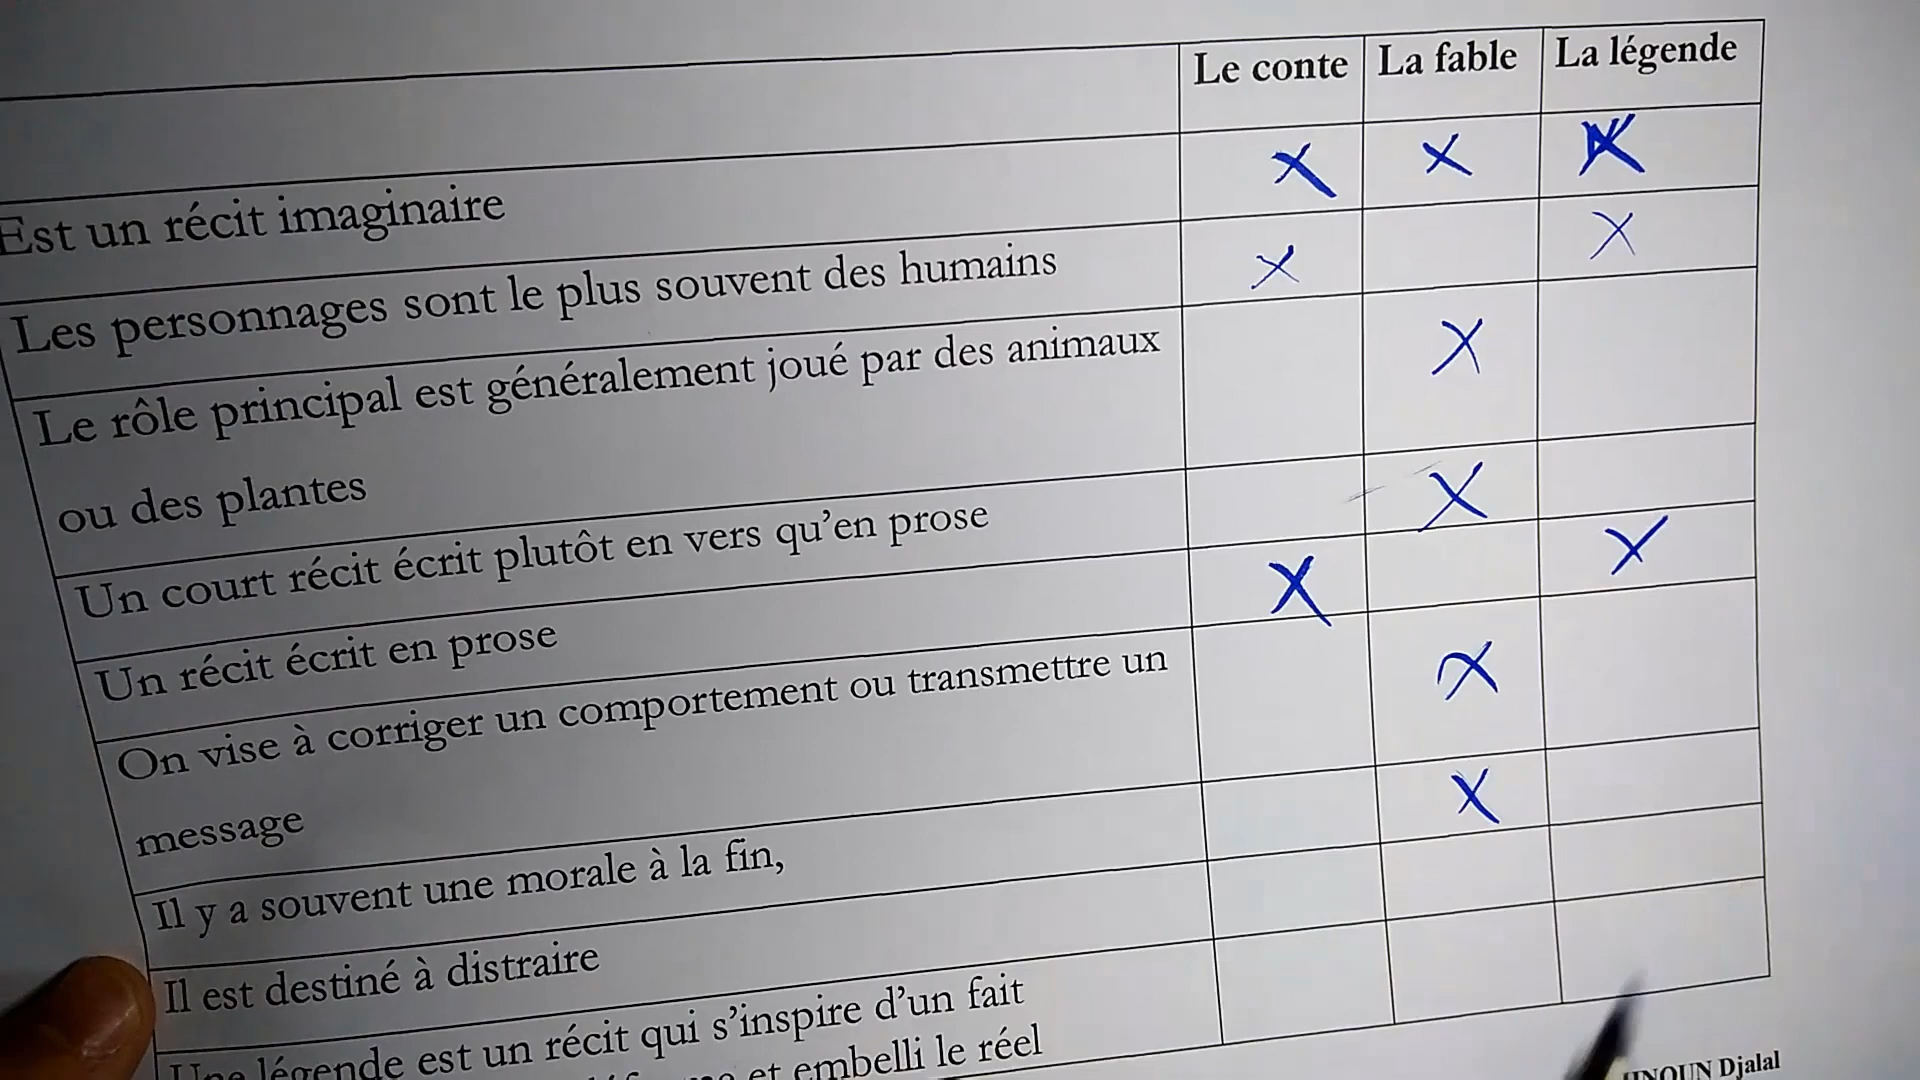 Le conte La fable La légende
Est un récit imaginaire X X X
Les personnages sont le plus souvent des humains X X
Le rôle principal est généralement joué par des animaux X
ou des plantes
Un court récit écrit plutôt en vers qu'en prose X
Un récit écrit en prose X X
On vise à corriger un comportement ou transmettre un X
message
Il y a souvent une morale à la fin, X
Il est destiné à distraire
Une légende est un récit qui s'inspire d'un fait
et embelli le réel
Djalal